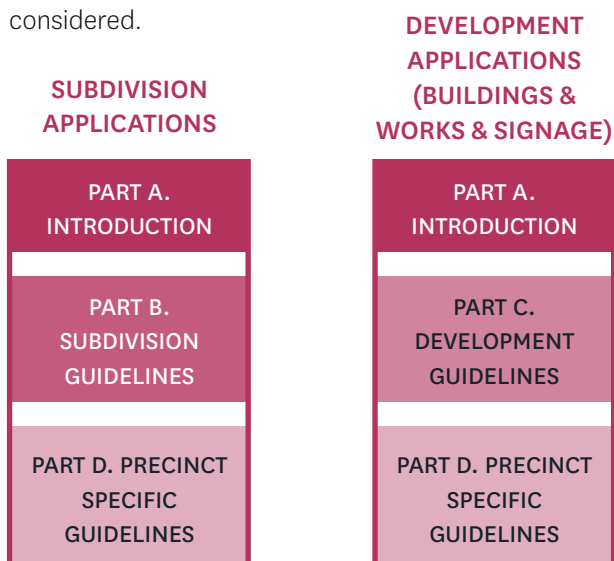 considered.
SUBDIVISION
APPLICATIONS
PART A.
INTRODUCTION
PART B.
SUBDIVISION
GUIDELINES
PART D. PRECINCT
SPECIFIC
GUIDELINES
DEVELOPMENT
APPLICATIONS
(BUILDINGS &
WORKS & SIGNAGE)
PART A.
INTRODUCTION
PART C.
DEVELOPMENT
GUIDELINES
PART D. PRECINCT
SPECIFIC
GUIDELINES